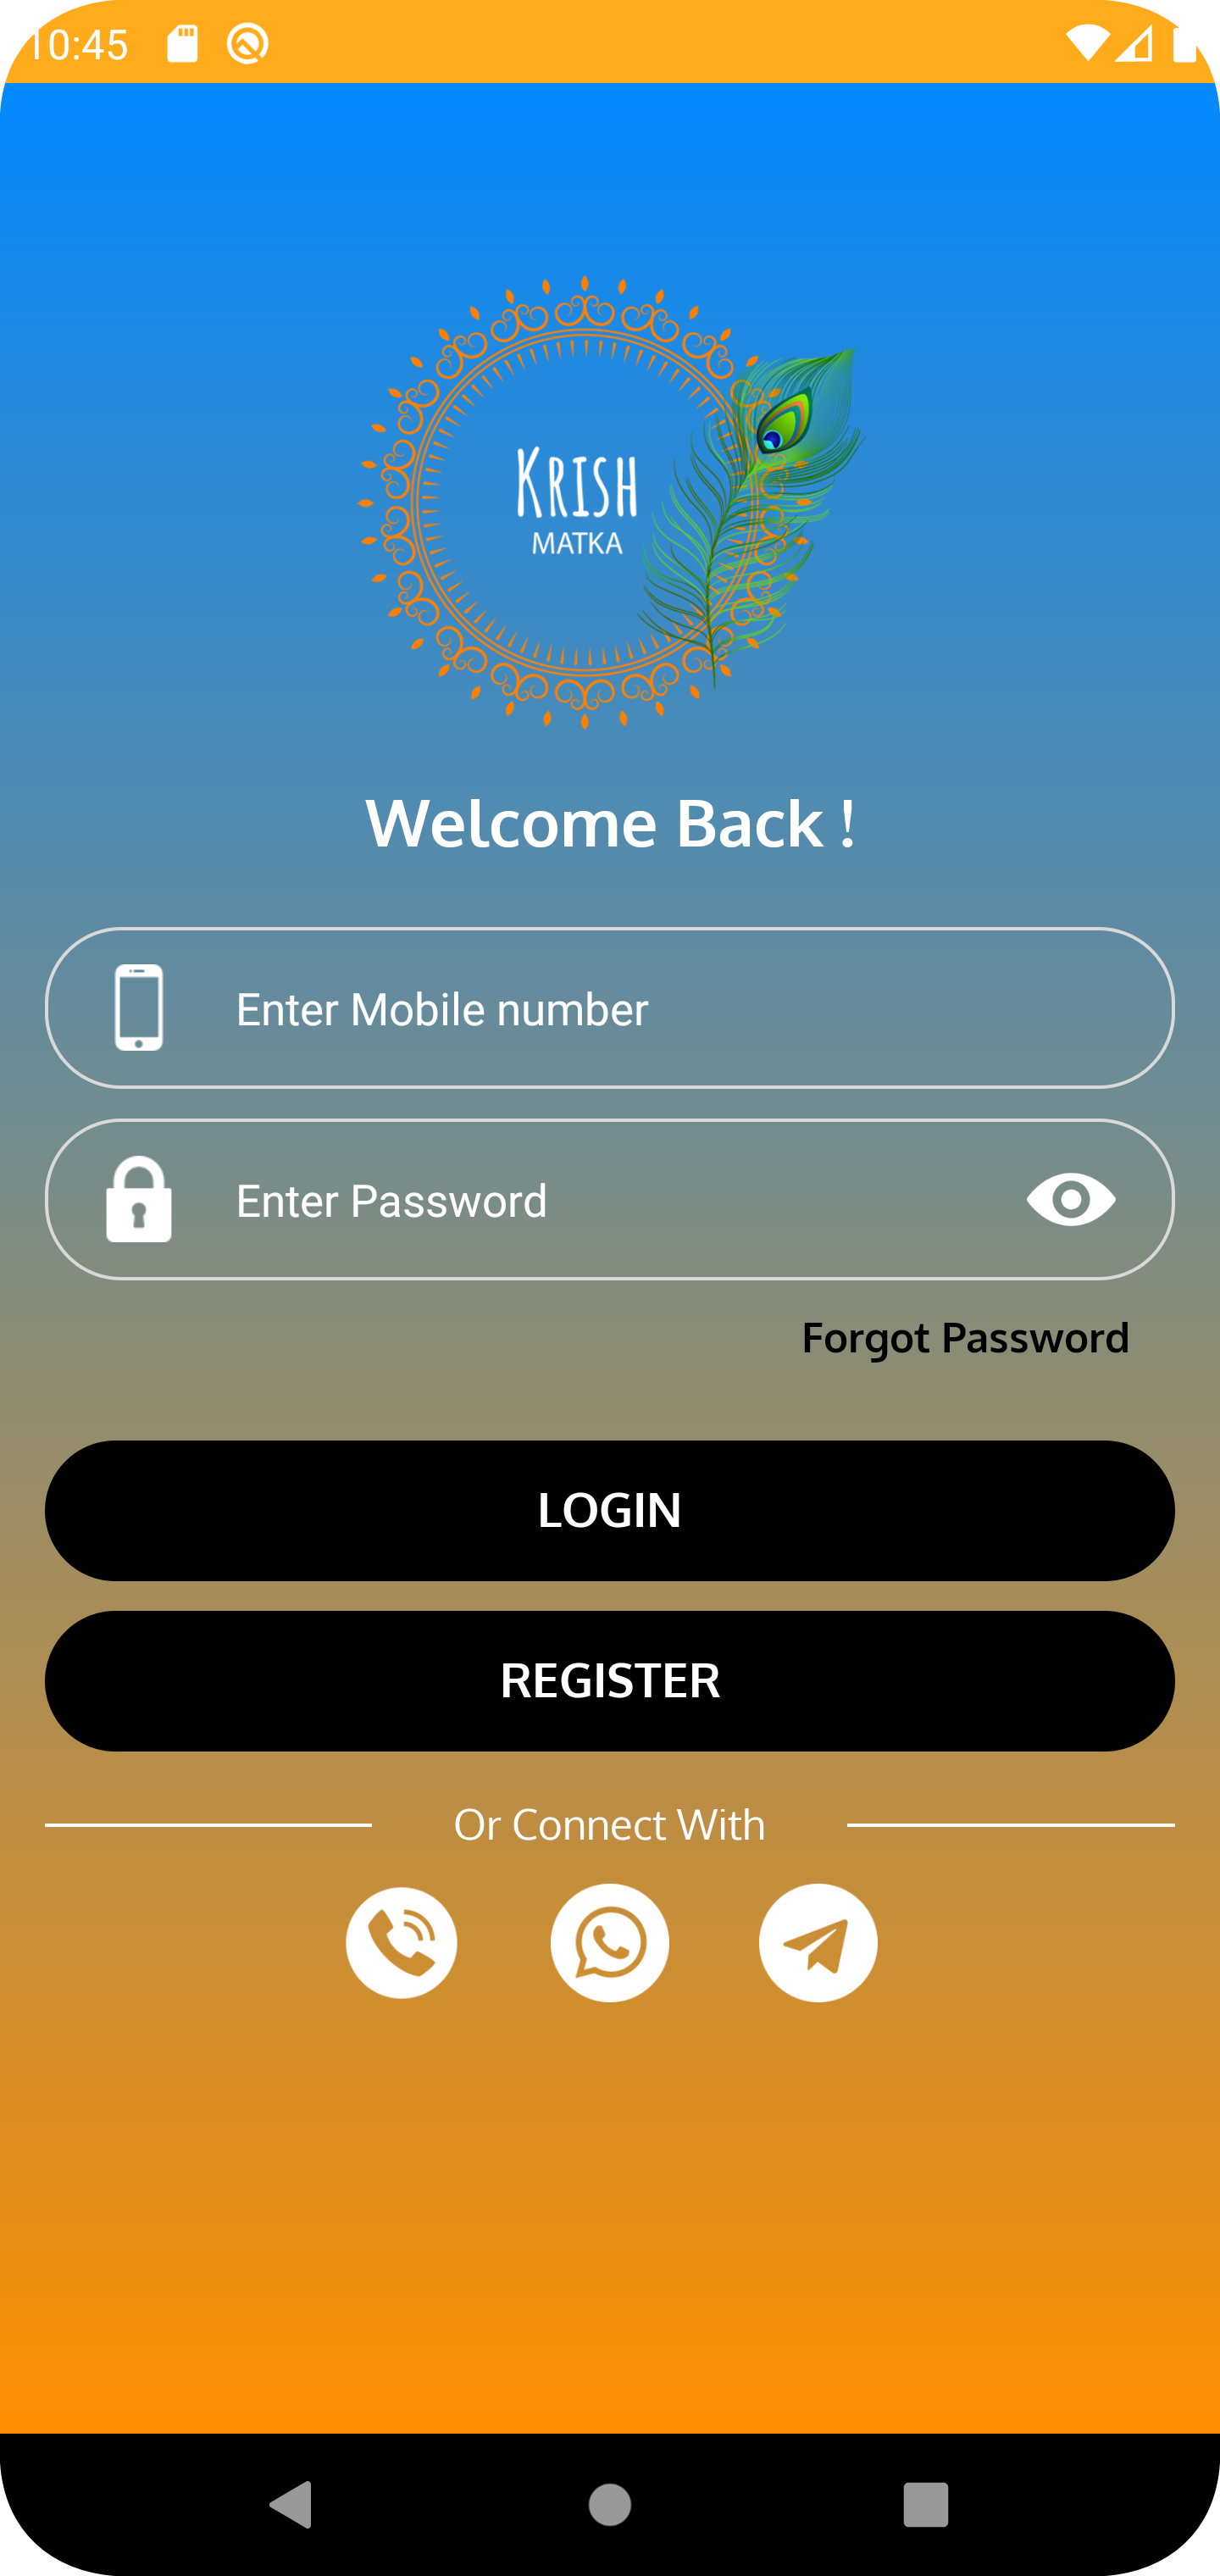 10:45
KRISH
MATKA
Welcome Back !
Enter Mobile number
Enter Password
Forgot Password
LOGIN
REGISTER
Or Connect With